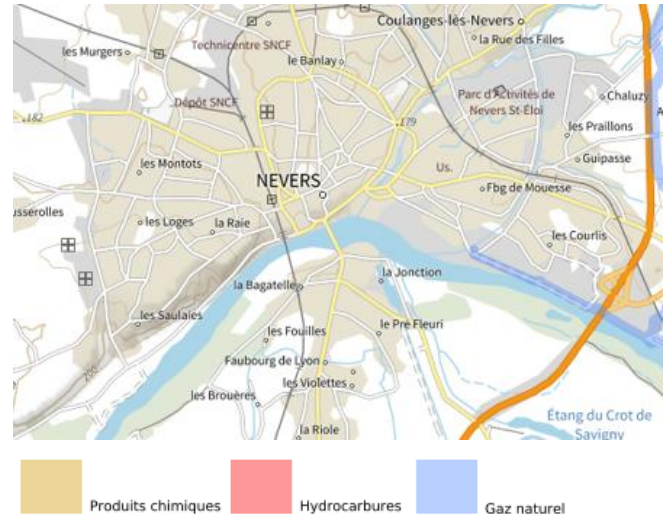 Coulanges-lès-Nevers
la Rue des Filles
les Murgers
Technicentre SNCF
le Banlay
Parc d'Activités de
Nevers St-Éloi
Chaluzy
Dépôt SNCF
182
179
les Praillons
les Montots
Us.
Guipasse
NEVERS
Fbg de Mouesse
usserolles
les Loges
la Raie
les Courlis
la Jonction
la Bagatelle
les Saulaies
les Fouilles
le Pré Fleuri
Faubourg de Lyon
200
les Violettes
les Brouères
Étang du Crot de
Savigny
la Riole
Produits chimiques
Hydrocarbures
Gaz naturel